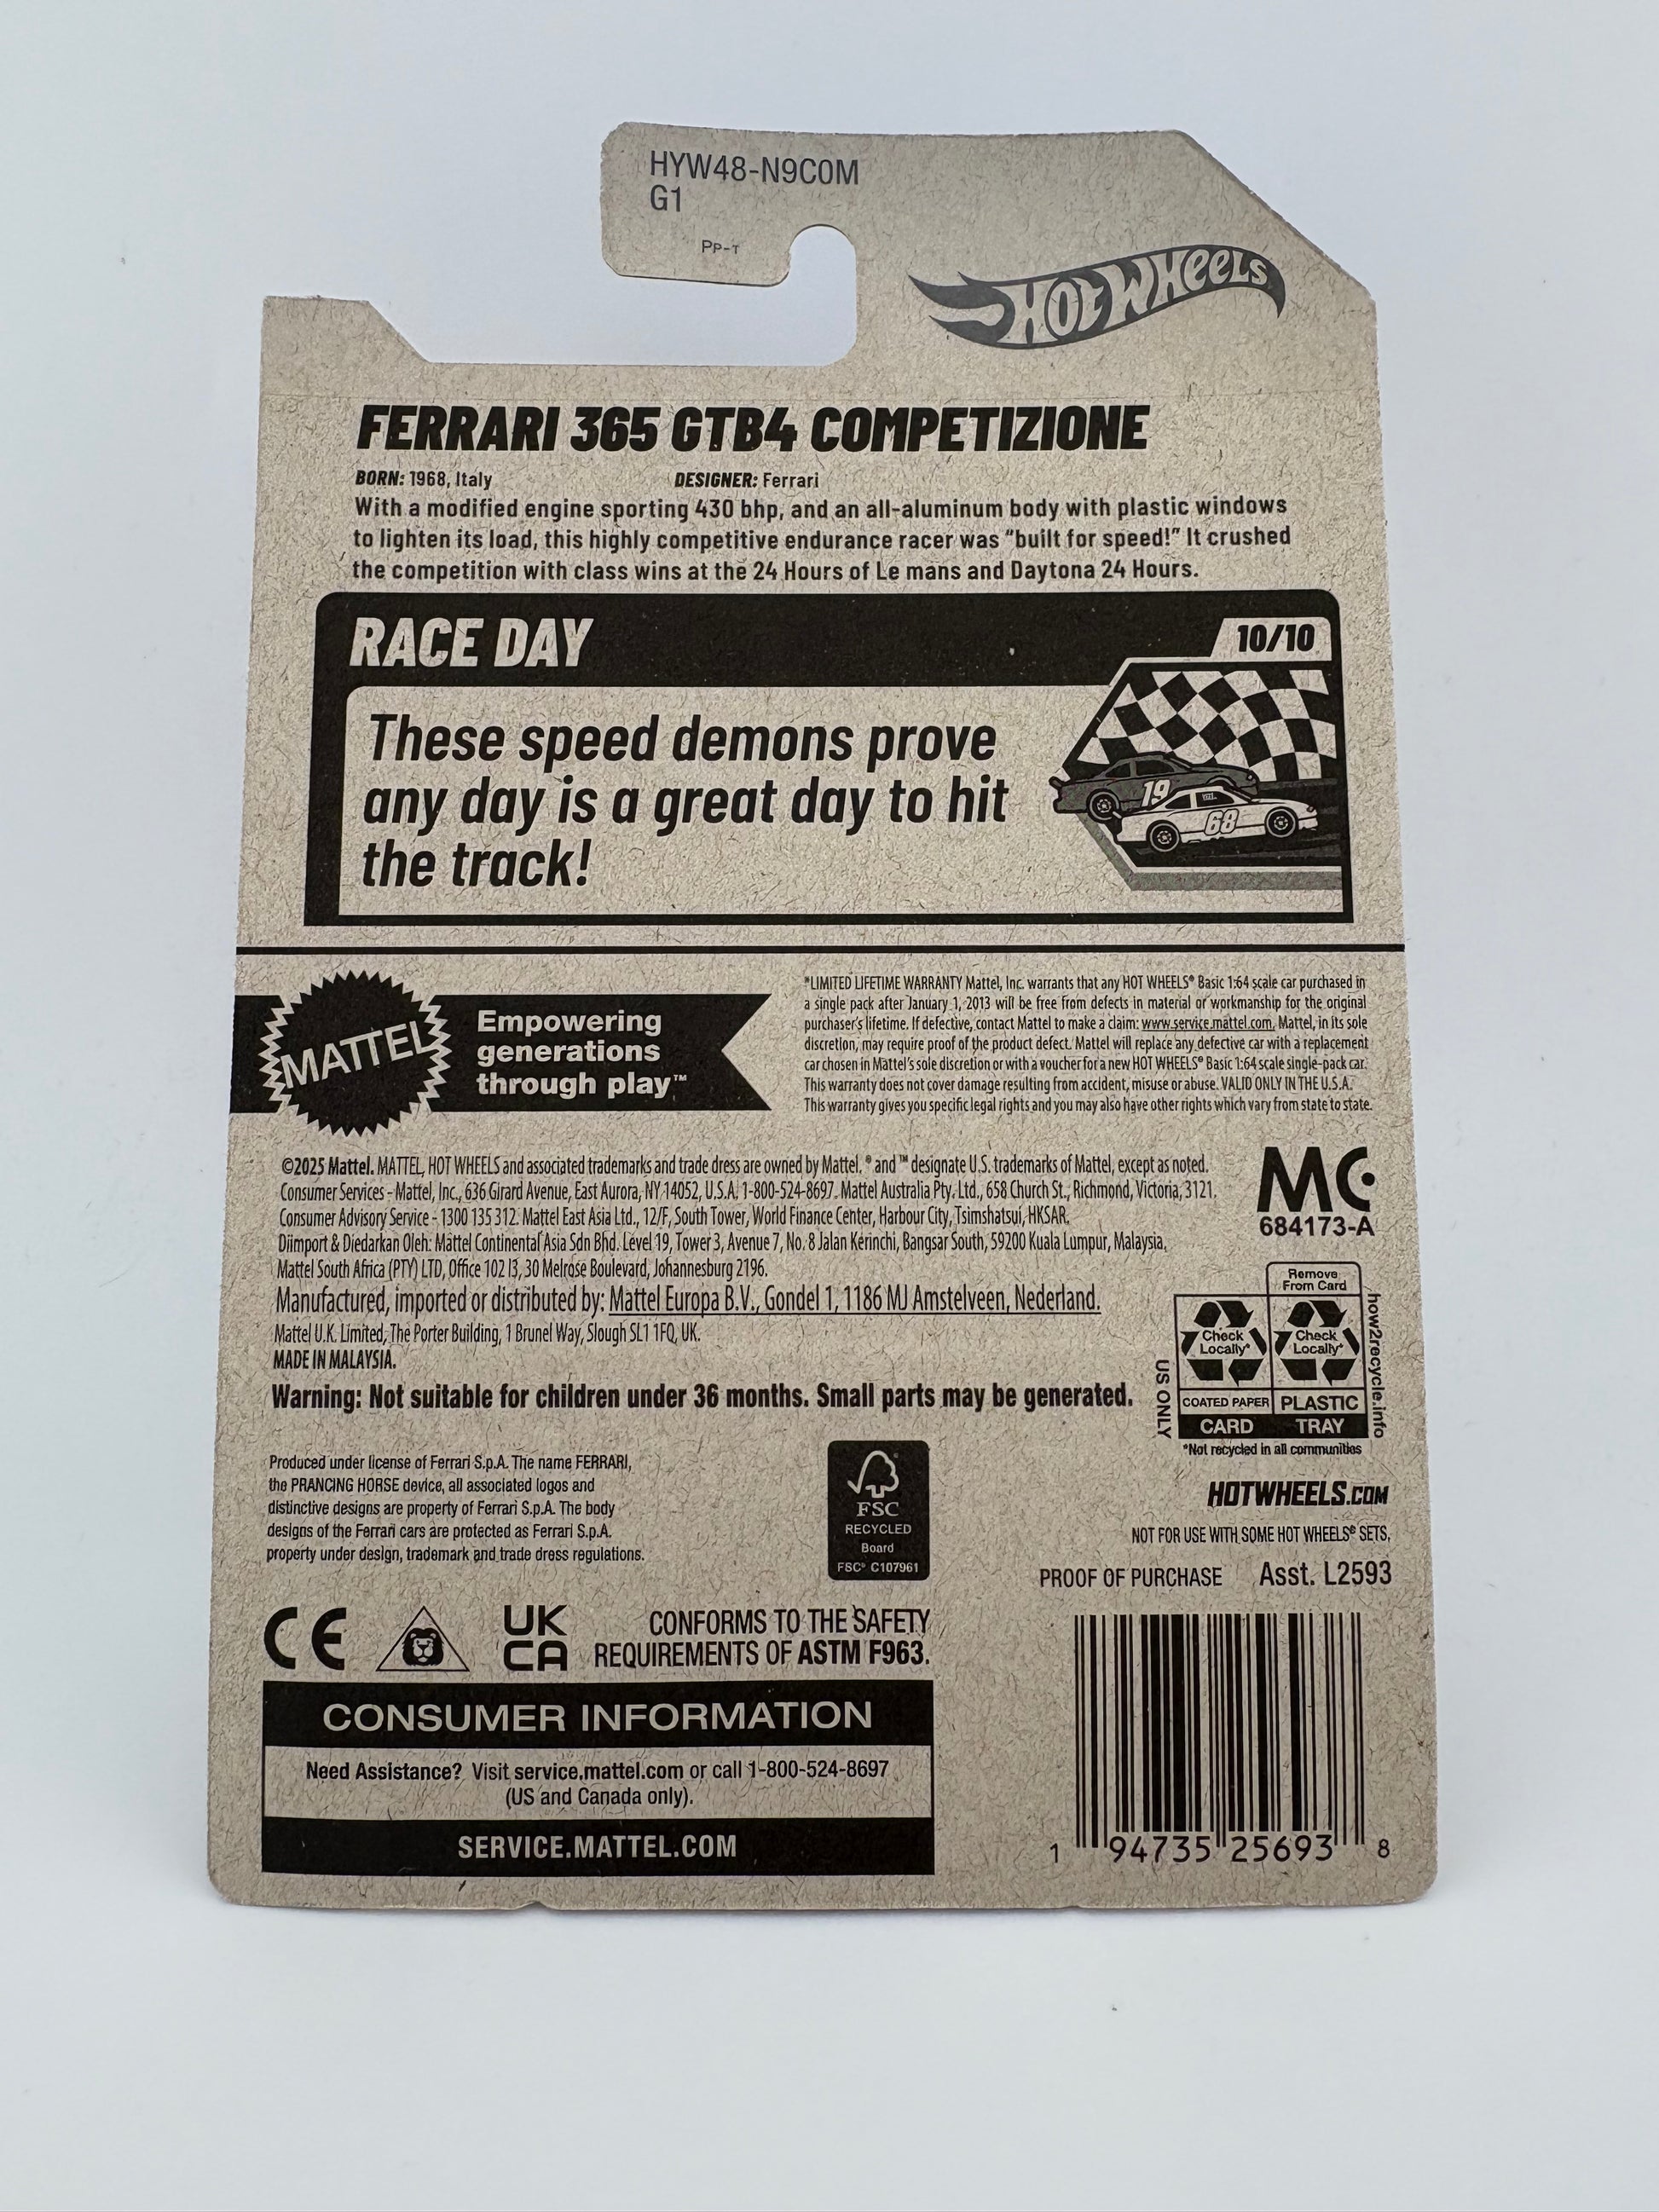 HYW48-N9C0M
G1
PP-T
HOT WHEELS
FERRARI 365 GTB4 COMPETIZIONE
BORN: 1968, Italy DESIGNER: Ferrari
With a modified engine sporting 430 bhp, and an all-aluminum body with plastic windows
to lighten its load, this highly competitive endurance racer was "built for speed!" It crushed
the competition with class wins at the 24 Hours of Le mans and Daytona 24 Hours.
RACE DAY
10/10
These speed demons prove
any day is a great day to hit
the track!
19
68
MATTEL
Empowering
generations
through play™
*LIMITED LIFETIME WARRANTY Mattel, Inc. warrants that any HOT WHEELS® Basic 1:64 scale car purchased in
a single pack after January 1, 2013 will be free from defects in material or workmanship for the original
purchaser's lifetime. If defective, contact Mattel to make a claim: www.service.mattel.com. Mattel, in its sole
discretion, may require proof of the product defect. Mattel will replace any defective car with a replacement
car chosen in Mattel's sole discretion or with a voucher for a new HOT WHEELS® Basic 1:64 scale single-pack car.
This warranty does not cover damage resulting from accident, misuse or abuse. VALID ONLY IN THE U.S.A.
This warranty gives you specific legal rights and you may also have other rights which vary from state to state.
©2025 Mattel. MATTEL, HOT WHEELS and associated trademarks and trade dress are owned by Mattel. ® and ™ designate U.S. trademarks of Mattel, except as noted.
Consumer Services - Mattel, Inc., 636 Girard Avenue, East Aurora, NY 14052, U.S.A. 1-800-524-8697. Mattel Australia Pty. Ltd., 658 Church St., Richmond, Victoria, 3121.
Consumer Advisory Service - 1300 135 312. Mattel East Asia Ltd., 12/F, South Tower, World Finance Center, Harbour City, Tsimshatsui, HKSAR.
Diimport & Diedarkan Oleh: Mattel Continental Asia Sdn Bhd. Level 19, Tower 3, Avenue 7, No. 8 Jalan Kerinchi, Bangsar South, 59200 Kuala Lumpur, Malaysia.
Mattel South Africa (PTY) LTD, Office 102 I3, 30 Melrose Boulevard, Johannesburg 2196.
Manufactured, imported or distributed by: Mattel Europa B.V., Gondel 1, 1186 MJ Amstelveen, Nederland.
Mattel U.K. Limited, The Porter Building, 1 Brunel Way, Slough SL1 1FQ, UK.
MADE IN MALAYSIA.
Warning: Not suitable for children under 36 months. Small parts may be generated.
MC
684173-A
Remove
From Card
Check
Locally*
Check
Locally*
COATED PAPER PLASTIC
CARD TRAY
US ONLY
how2recycle.info
*Not recycled in all communities
Produced under license of Ferrari S.p.A. The name FERRARI,
the PRANCING HORSE device, all associated logos and
distinctive designs are property of Ferrari S.p.A. The body
designs of the Ferrari cars are protected as Ferrari S.p.A.
property under design, trademark and trade dress regulations.
FSC
RECYCLED
Board
FSC® C107961
HOTWHEELS.COM
NOT FOR USE WITH SOME HOT WHEELS® SETS.
PROOF OF PURCHASE Asst. L2593
CE
UK
CA
CONFORMS TO THE SAFETY
REQUIREMENTS OF ASTM F963.
CONSUMER INFORMATION
Need Assistance? Visit service.mattel.com or call 1-800-524-8697
(US and Canada only).
SERVICE.MATTEL.COM
1 94735 25693 8